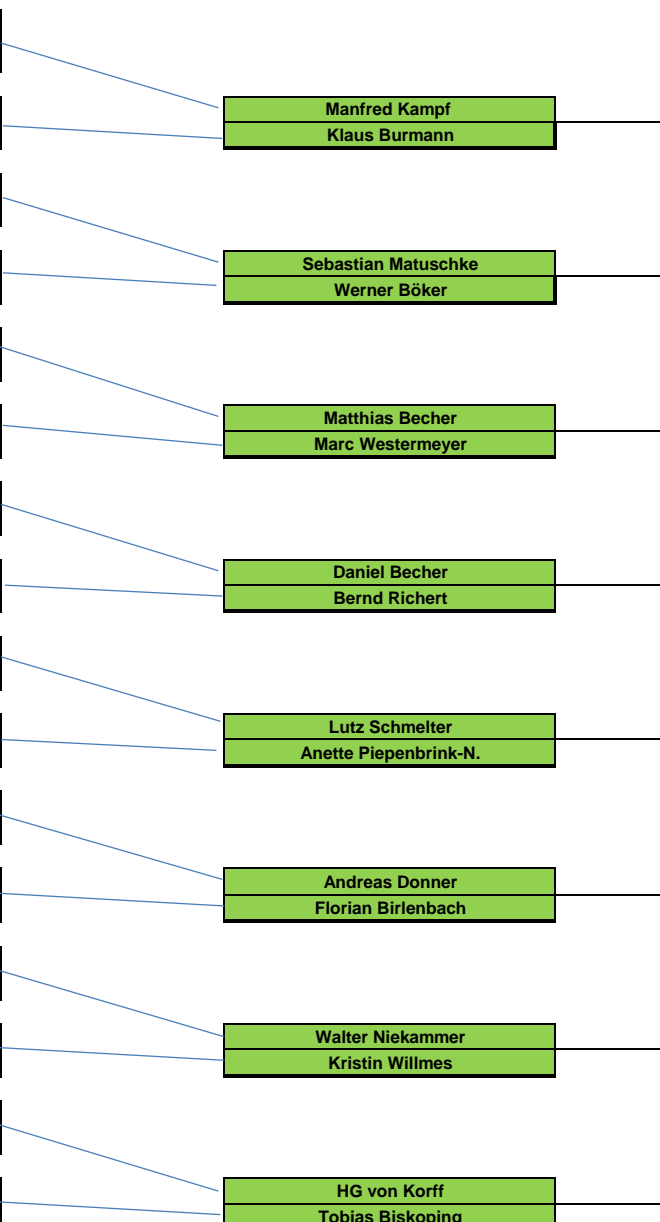 Manfred Kampf
Klaus Burmann
Sebastian Matuschke
Werner Böker
Matthias Becher
Marc Westermeyer
Daniel Becher
Bernd Richert
Lutz Schmelter
Anette Piepenbrink-N.
Andreas Donner
Florian Birlenbach
Walter Niekammer
Kristin Willmes
HG von Korff
Tobias Biskoping